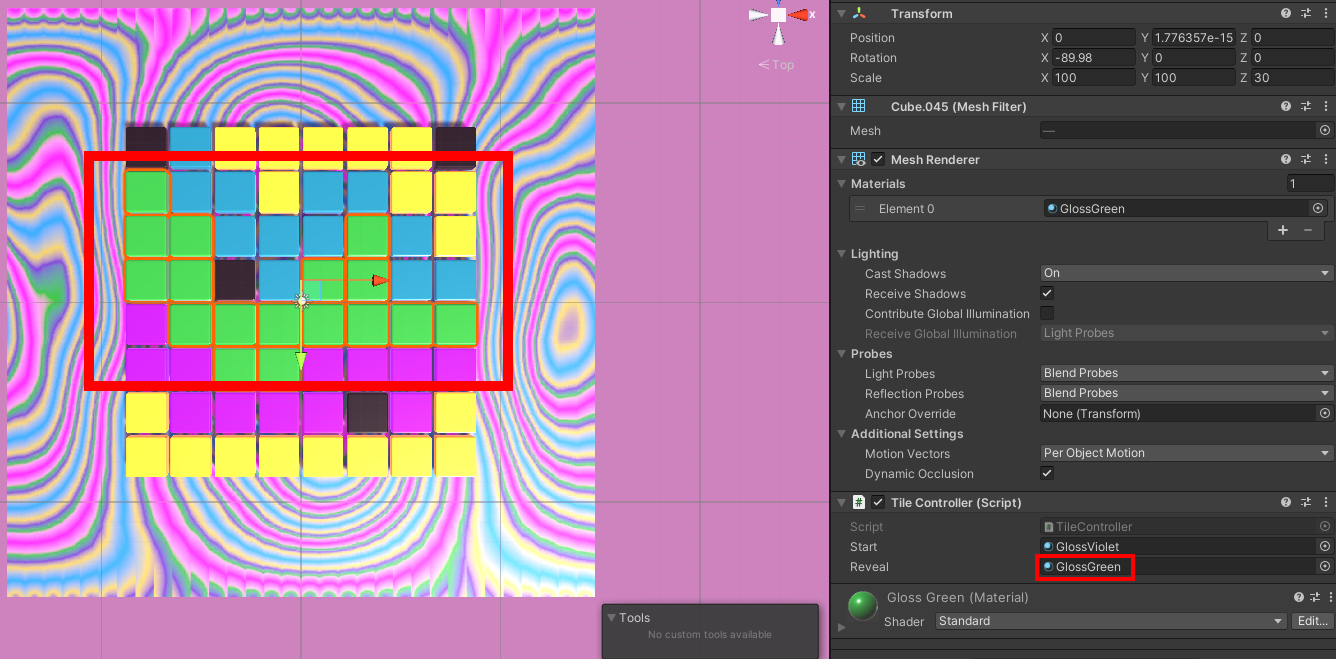 x
< Top
Tools
No custom tools available
Transform
Position X 0 Y 1.776357e-15 Z 0
Rotation X -89.98 Y 0 Z 0
Scale X 100 Y 100 Z 30
Cube.045 (Mesh Filter)
Mesh —
Mesh Renderer
Materials 1
Element 0 GlossGreen
+ −
Lighting
Cast Shadows On
Receive Shadows
Contribute Global Illumination
Receive Global Illumination Light Probes
Probes
Light Probes Blend Probes
Reflection Probes Blend Probes
Anchor Override None (Transform)
Additional Settings
Motion Vectors Per Object Motion
Dynamic Occlusion
# Tile Controller (Script)
Script TileController
Start GlossViolet
Reveal GlossGreen
Gloss Green (Material)
Shader Standard Edit...